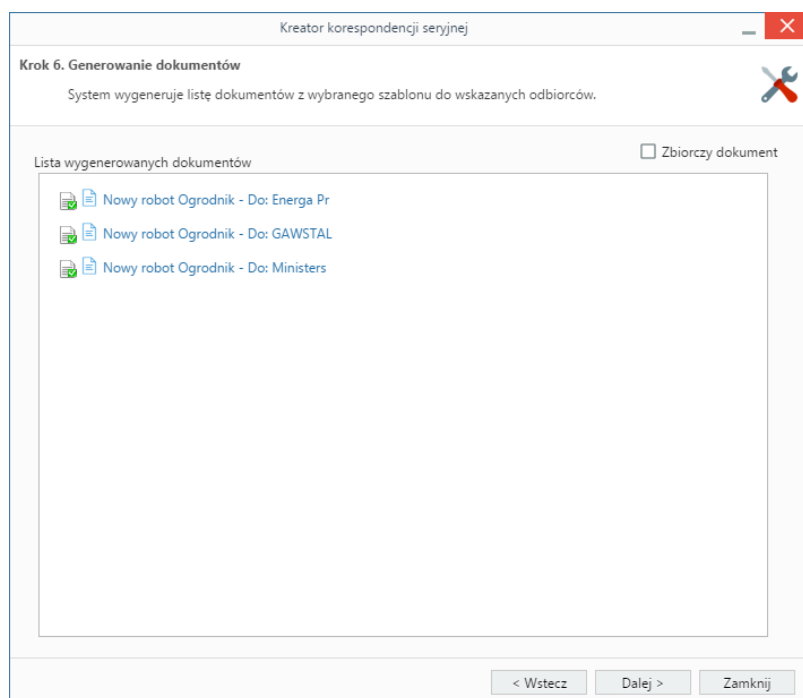 Kreator korespondencji seryjnej
Krok 6. Generowanie dokumentów
System wygeneruje listę dokumentów z wybranego szablonu do wskazanych odbiorców.
Zbiorczy dokument
Lista wygenerowanych dokumentów
Nowy robot Ogrodnik - Do: Energa Pr
Nowy robot Ogrodnik - Do: GAWSTAL
Nowy robot Ogrodnik - Do: Ministers
< Wstecz Dalej > Zamknij